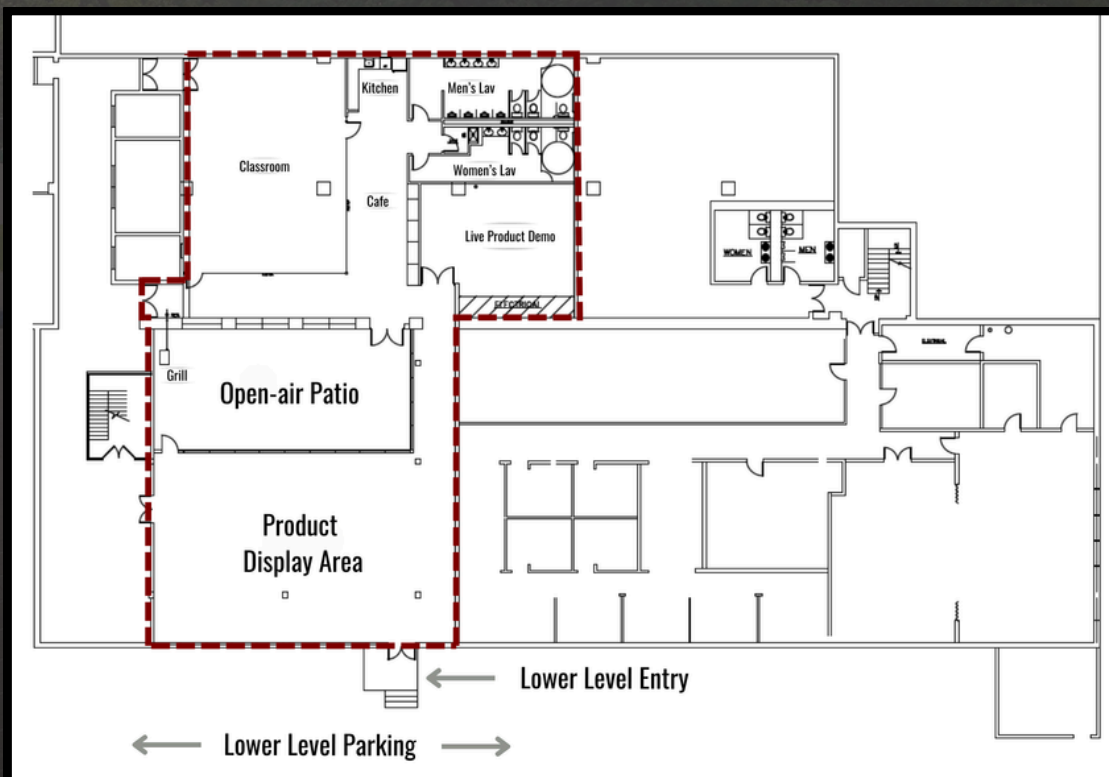 Kitchen
Men's Lav
Classroom
Women's Lav
Cafe
Live Product Demo
WOMEN
MEN
ELECTRICAL
ELECTRICAL
Grill
Open-air Patio
Product
Display Area
Lower Level Entry
Lower Level Parking